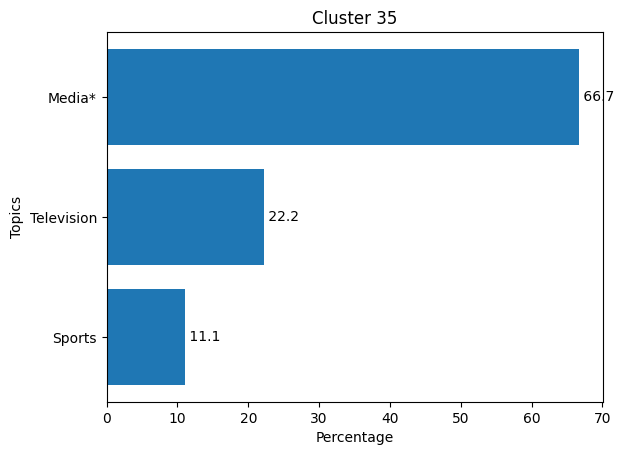 Cluster 35
Topics
Media*
66.7
Television
22.2
Sports
11.1
0 10 20 30 40 50 60 70
Percentage